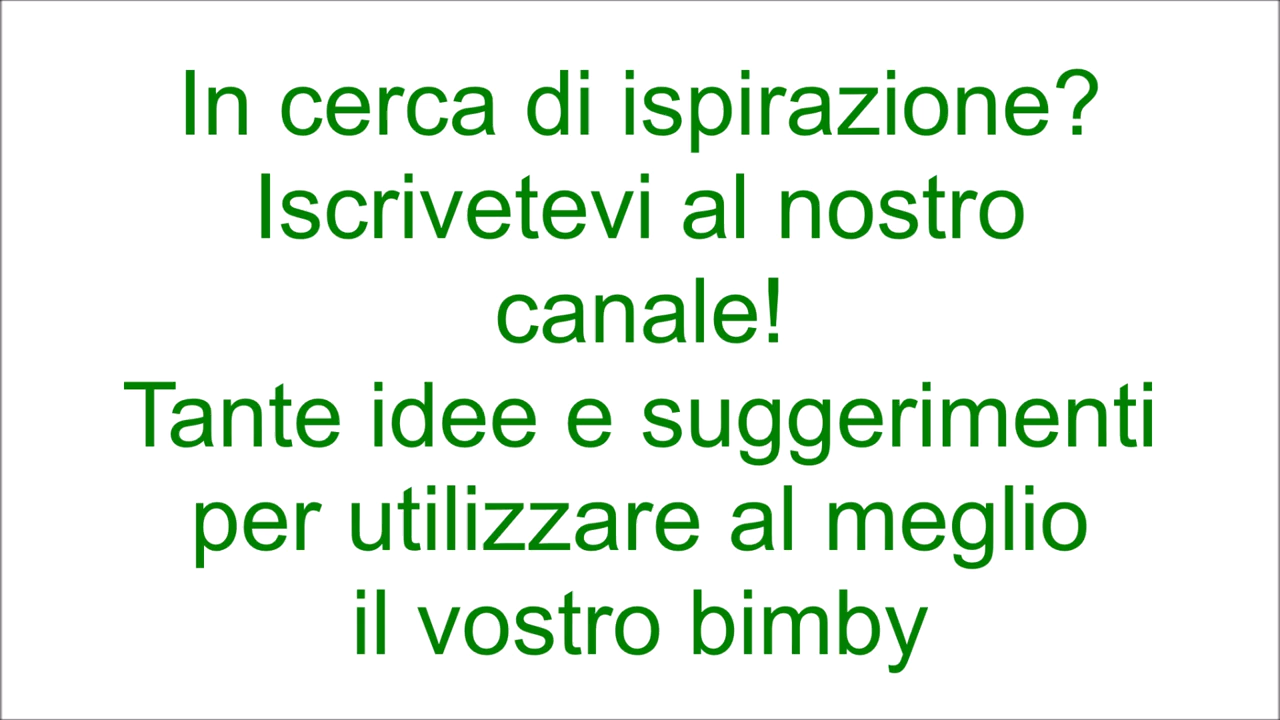 In cerca di ispirazione?
Iscrivetevi al nostro
canale!
Tante idee e suggerimenti
per utilizzare al meglio
il vostro bimby